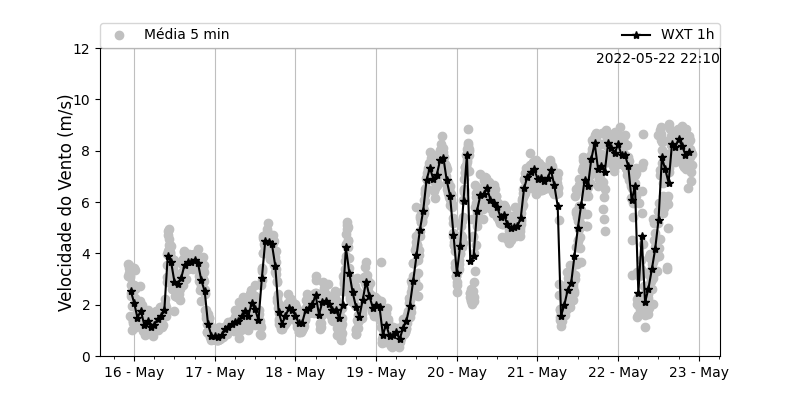 Média 5 min
WXT 1h
2022-05-22 22:10
Velocidade do Vento (m/s)
12
10
8
6
4
2
0
16 - May
17 - May
18 - May
19 - May
20 - May
21 - May
22 - May
23 - May